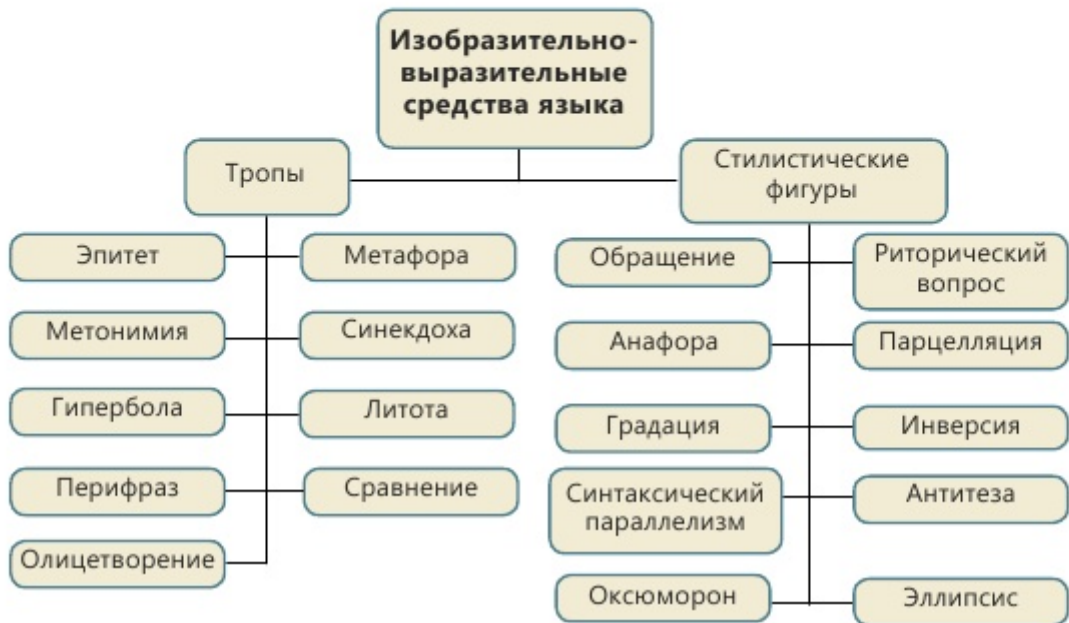 Изобразительно-
выразительные
средства языка
Тропы
Эпитет
Метафора
Метонимия
Синекдоха
Гипербола
Литота
Перифраз
Сравнение
Олицетворение
Стилистические
фигуры
Обращение
Риторический
вопрос
Анафора
Парцелляция
Градация
Инверсия
Синтаксический
параллелизм
Антитеза
Оксюморон
Эллипсис